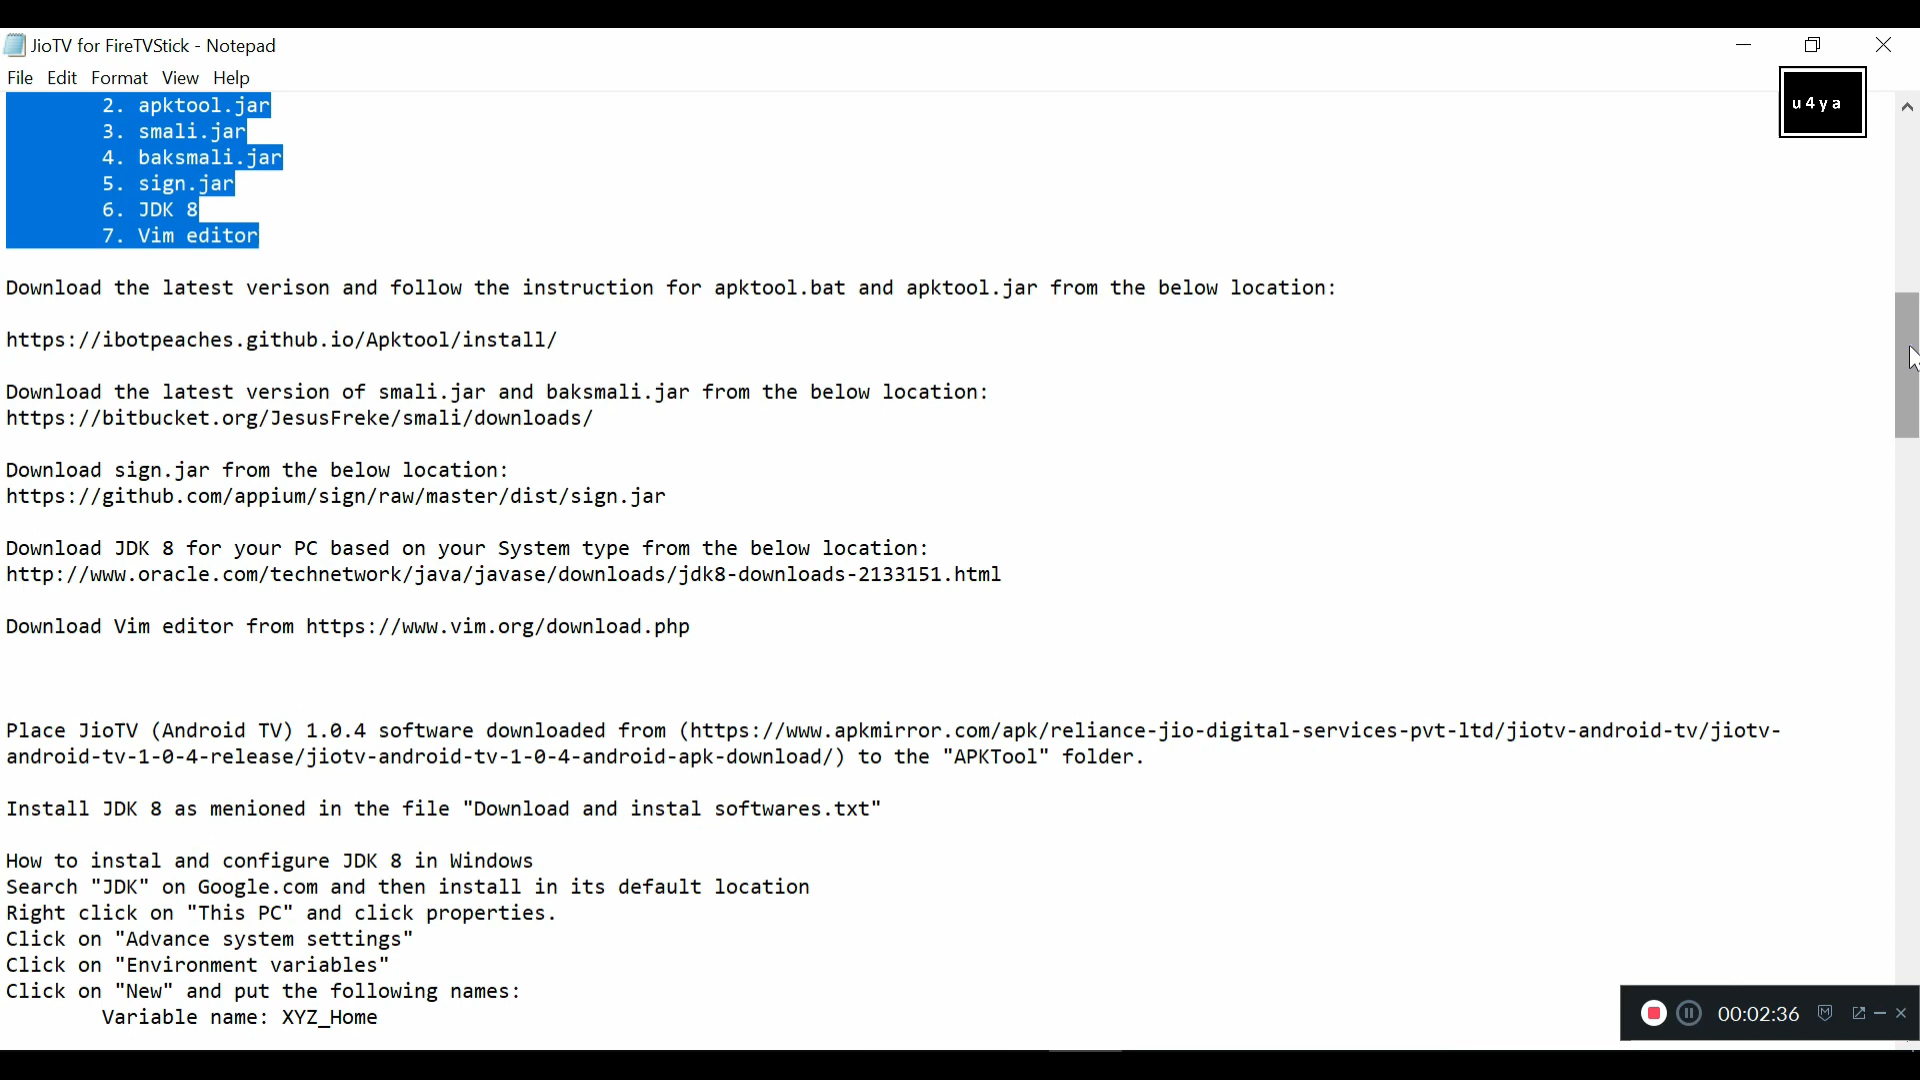 JioTV for FireTVStick - Notepad
File Edit Format View Help
u4ya
2. apktool.jar
3. smali.jar
4. baksmali.jar
5. sign.jar
6. JDK 8
7. Vim editor
Download the latest verison and follow the instruction for apktool.bat and apktool.jar from the below location:
https://ibotpeaches.github.io/Apktool/install/
Download the latest version of smali.jar and baksmali.jar from the below location:
https://bitbucket.org/JesusFreke/smali/downloads/
Download sign.jar from the below location:
https://github.com/appium/sign/raw/master/dist/sign.jar
Download JDK 8 for your PC based on your System type from the below location:
http://www.oracle.com/technetwork/java/javase/downloads/jdk8-downloads-2133151.html
Download Vim editor from https://www.vim.org/download.php
Place JioTV (Android TV) 1.0.4 software downloaded from (https://www.apkmirror.com/apk/reliance-jio-digital-services-pvt-ltd/jiotv-android-tv/jiotv-
android-tv-1-0-4-release/jiotv-android-tv-1-0-4-android-apk-download/) to the "APKTool" folder.
Install JDK 8 as menioned in the file "Download and instal softwares.txt"
How to instal and configure JDK 8 in Windows
Search "JDK" on Google.com and then install in its default location
Right click on "This PC" and click properties.
Click on "Advance system settings"
Click on "Environment variables"
Click on "New" and put the following names:
Variable name: XYZ_Home
00:02:36